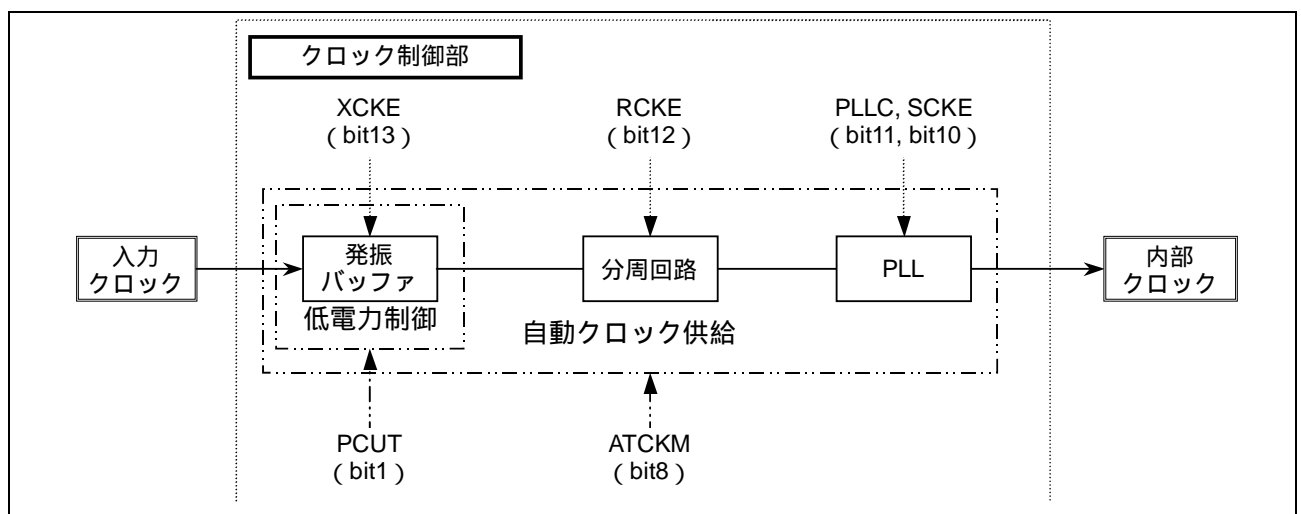 クロック制御部
XCKE
(bit13)
RCKE
(bit12)
PLLC, SCKE
(bit11, bit10)
入力
クロック
発振
バッファ
分周回路
PLL
内部
クロック
低電力制御
自動クロック供給
PCUT
(bit1)
ATCKM
(bit8)